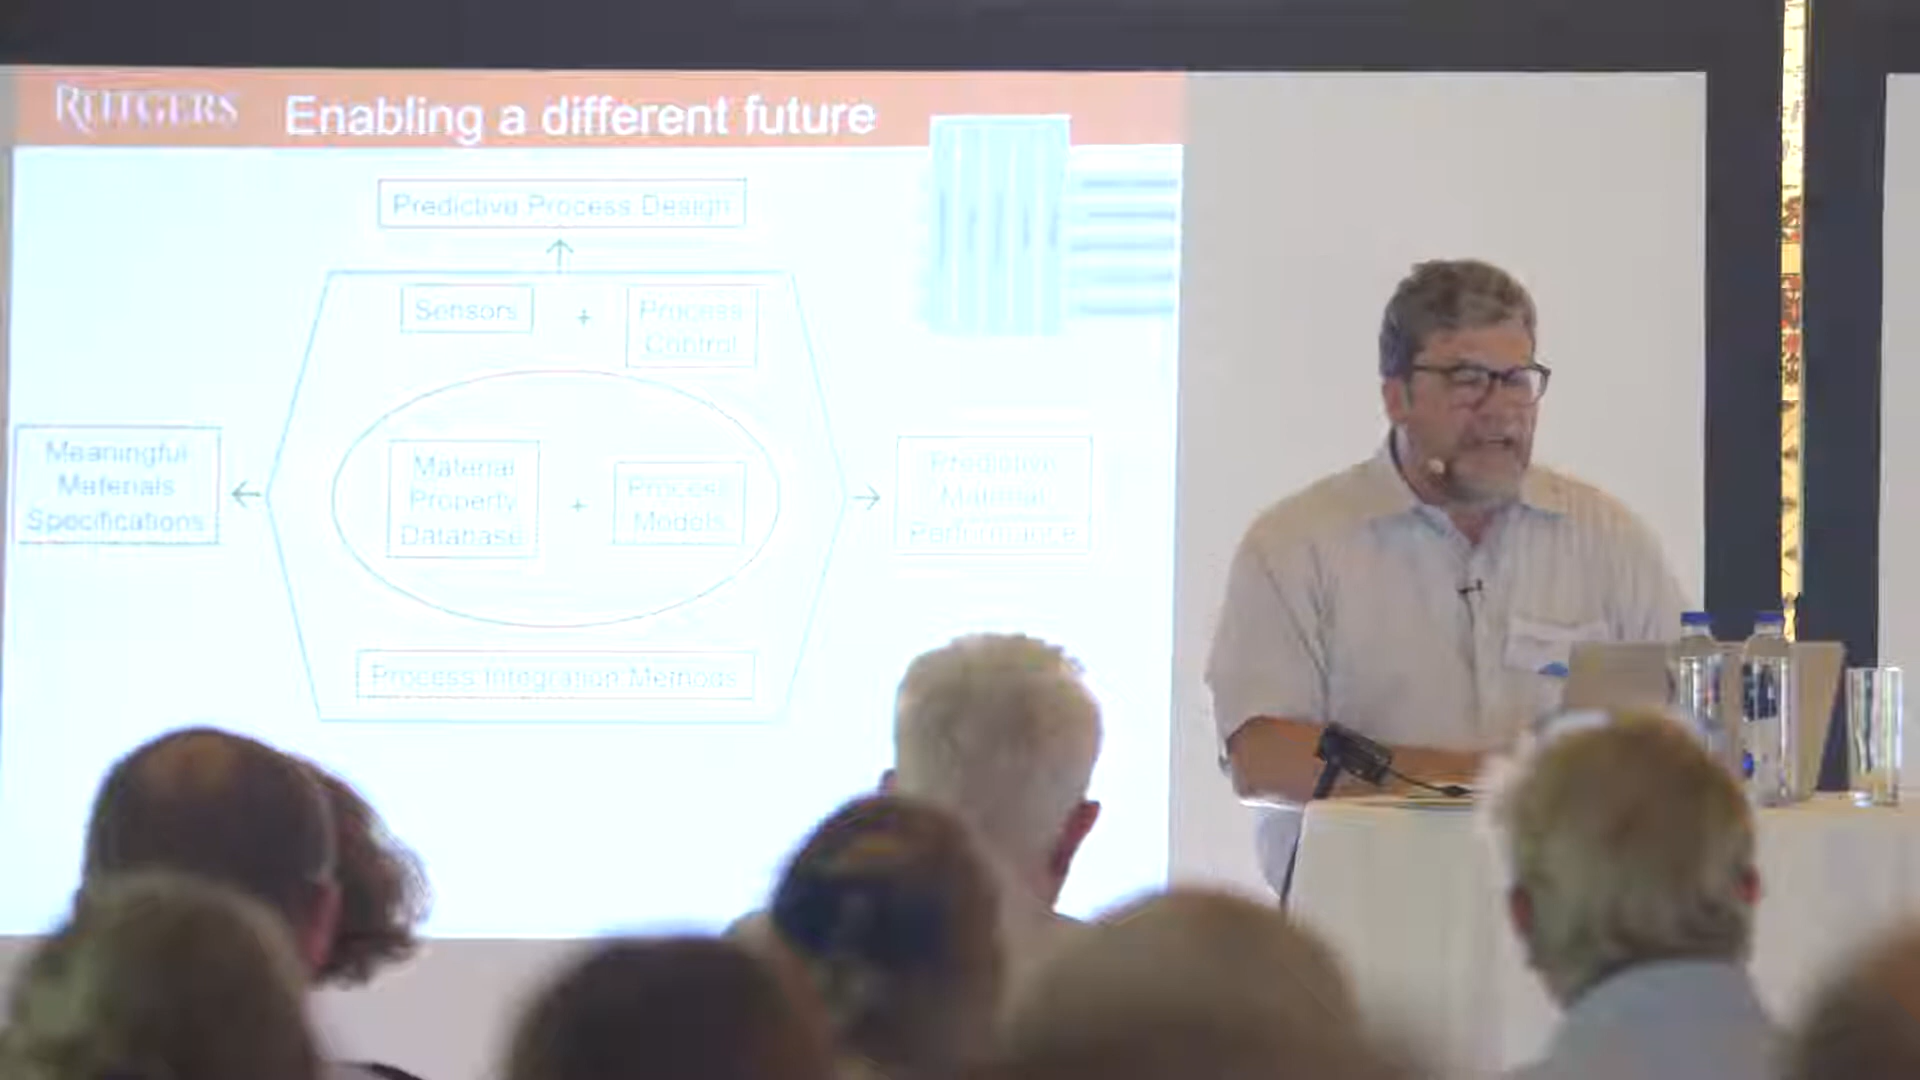 RUTGERS
Enabling a different future
Predictive Process Design
Sensors
+
Process
Control
Meaningful
Materials
Specifications
Material
Property
Database
+
Process
Models
Predictive
Material
Performance
Process Integration Methods